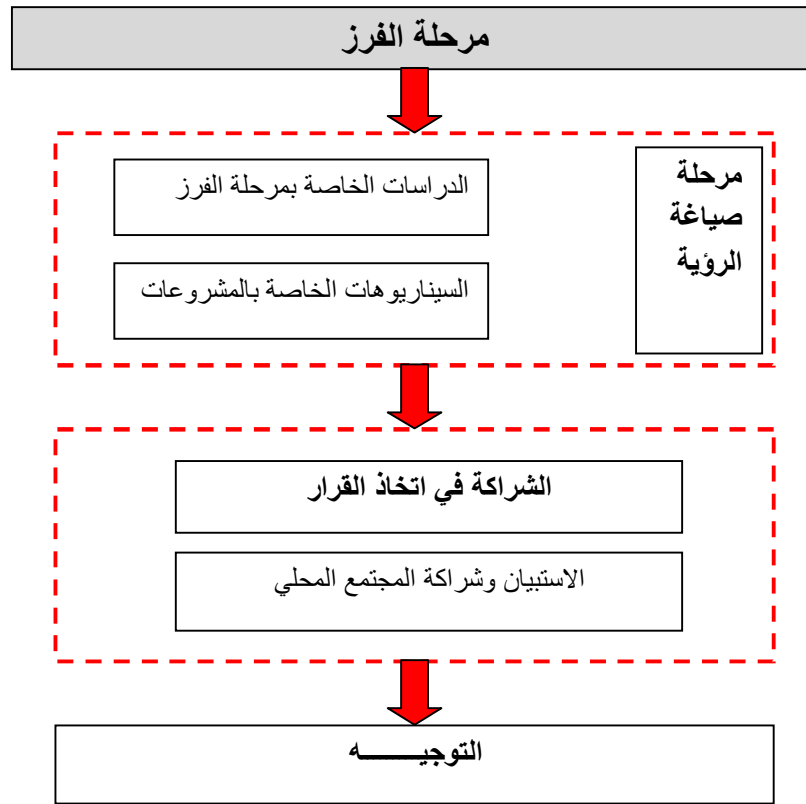 مرحلة الفرز
مرحلة
صياغة
الرؤية
الدراسات الخاصة بمرحلة الفرز
السيناريوهات الخاصة بالمشروعات
الشراكة في اتخاذ القرار
الاستبيان وشراكة المجتمع المحلي
التوجيــــــــه